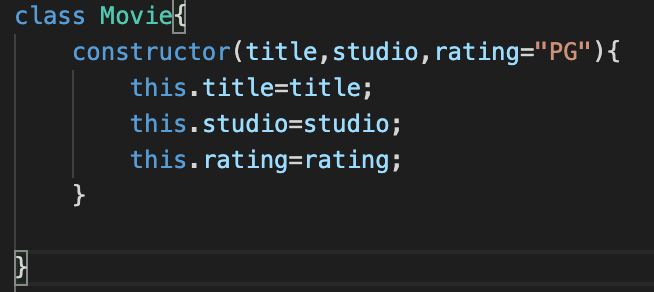 class Movie{
    constructor(title,studio,rating="PG"){
        this.title=title;
        this.studio=studio;
        this.rating=rating;
    }
}